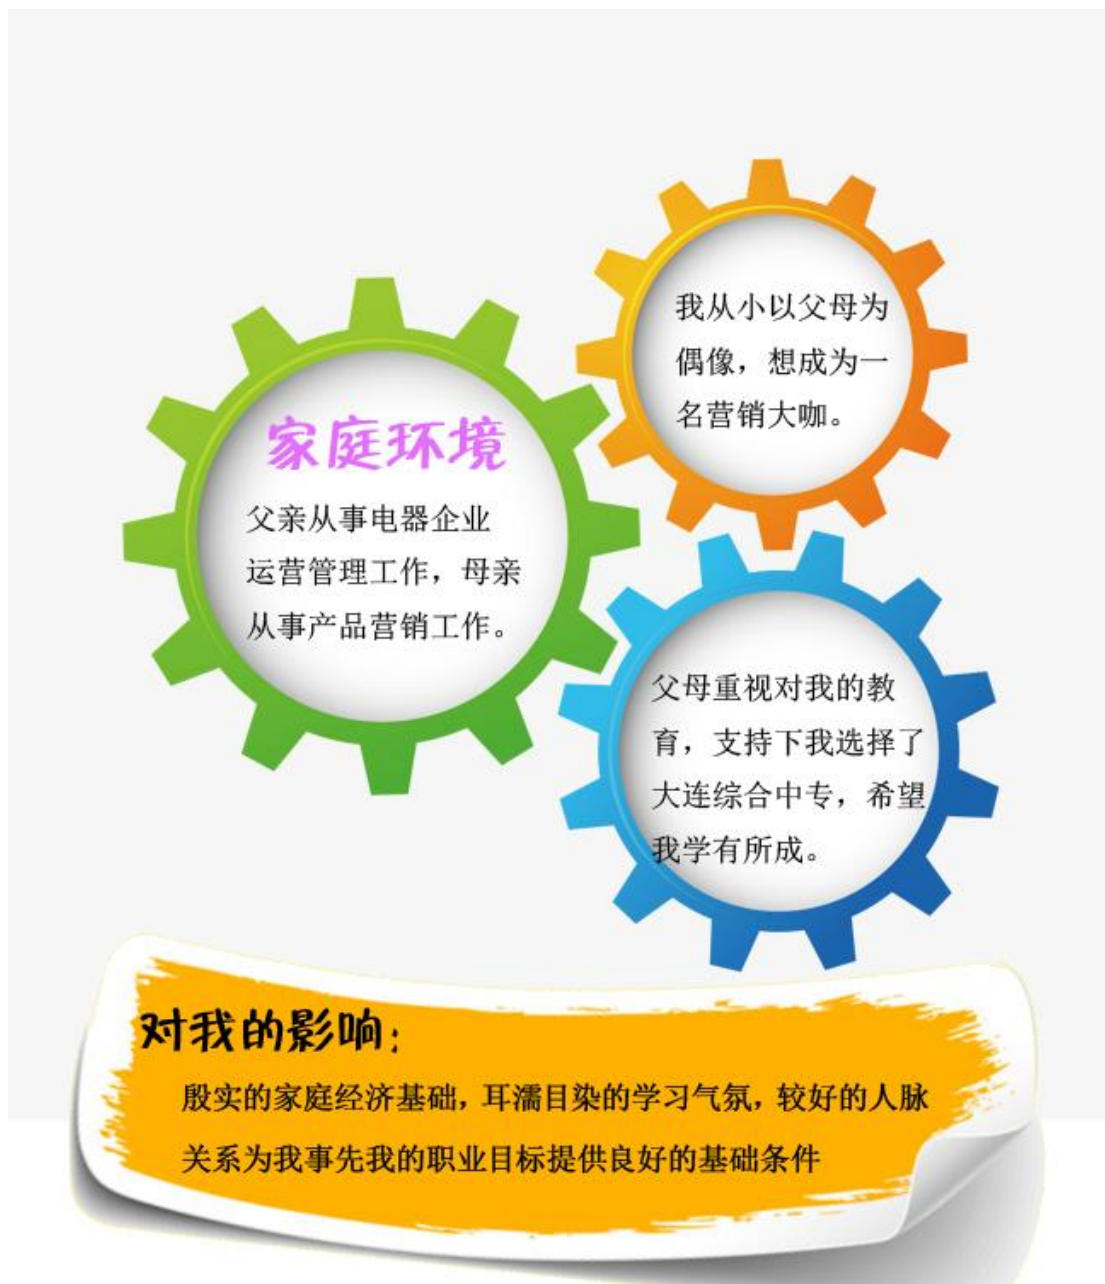 家庭环境
父亲从事电器企业
运营管理工作，母亲
从事产品营销工作。
我从小以父母为
偶像，想成为一
名营销大咖。
父母重视对我的教
育，支持下我选择了
大连综合中专，希望
我学有所成。
对我的影响：
殷实的家庭经济基础，耳濡目染的学习气氛，较好的人脉
关系为我事先我的职业目标提供良好的基础条件